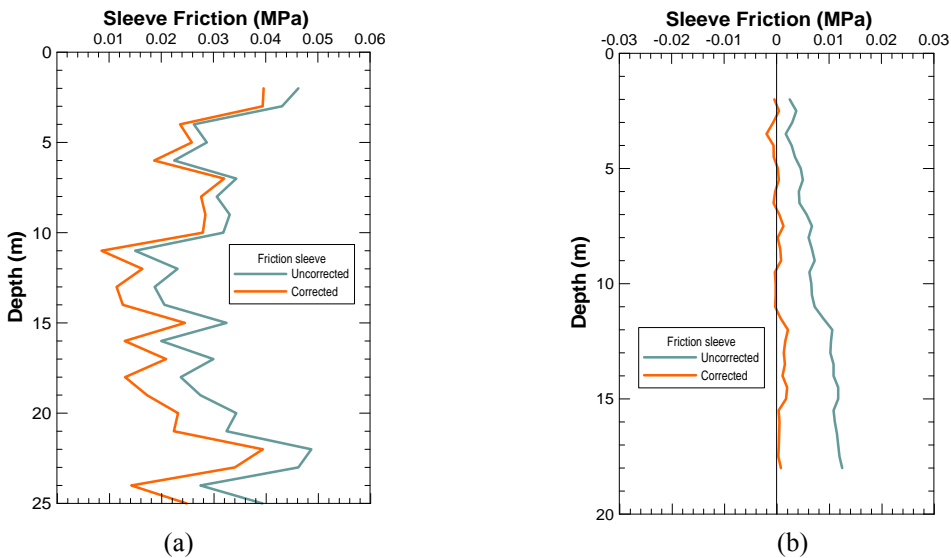 Sleeve Friction (MPa)
0.01 0.02 0.03 0.04 0.05 0.06
0
5
10
15
20
25
Depth (m)
Friction sleeve
Uncorrected
Corrected
(a)
Sleeve Friction (MPa)
-0.03 -0.02 -0.01 0 0.01 0.02 0.03
0
5
10
15
20
Depth (m)
Friction sleeve
Uncorrected
Corrected
(b)